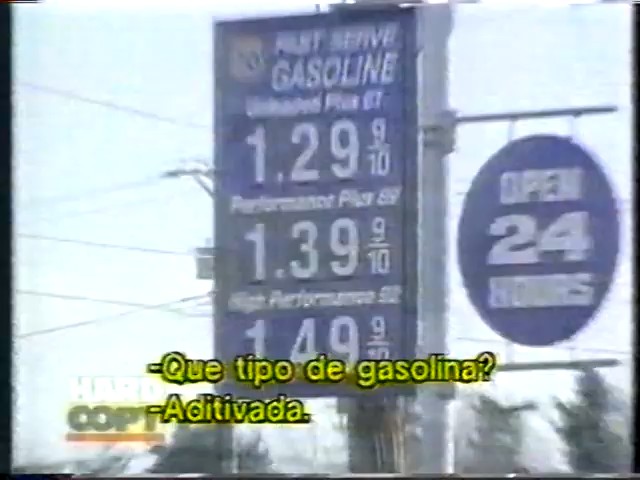 FAST SERVE
GASOLINE
Unleaded Plus 87
1.29 9/10
Performance Plus 89
1.39 9/10
High Performance 92
1.49 9/10
OPEN
24
HOURS
HARD
COPY
-Que tipo de gasolina?
-Aditivada.